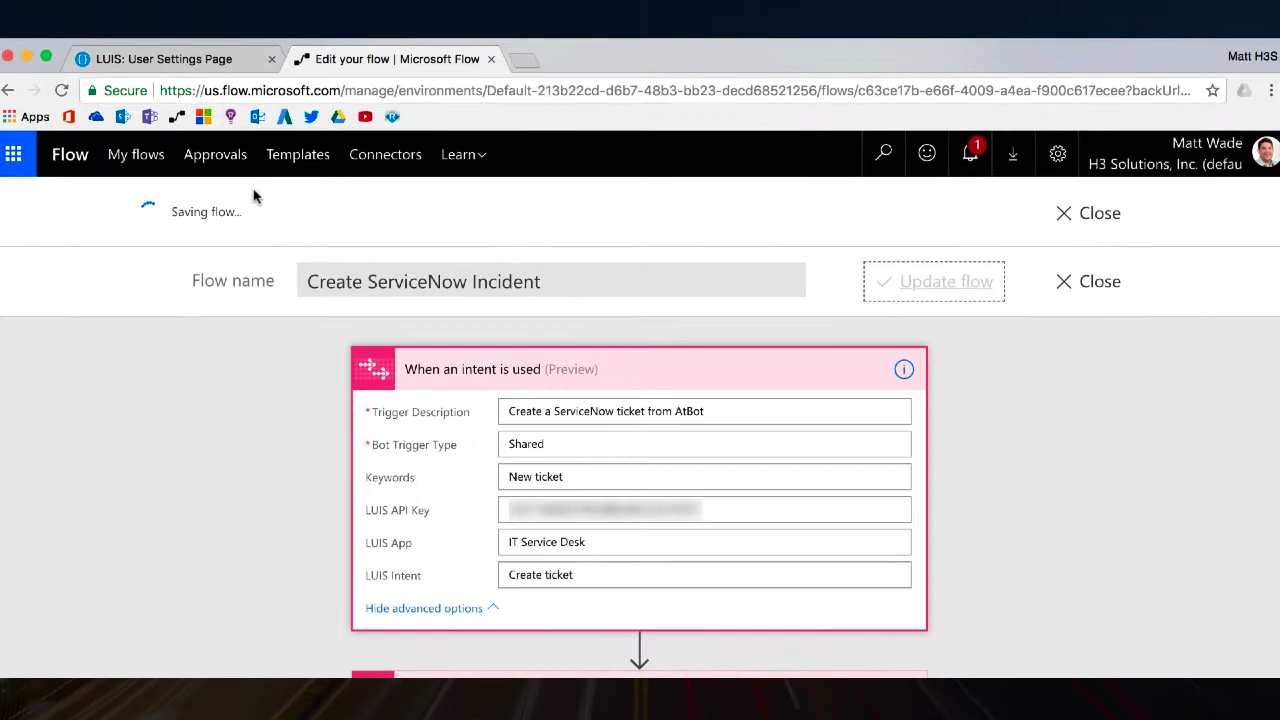 LUIS: User Settings Page
Edit your flow | Microsoft Flow
Matt H3S
Secure
https://us.flow.microsoft.com/manage/environments/Default-213b22cd-d6b7-48b3-bb23-decd68521256/flows/c63ce17b-e66f-4009-a4ea-f900c617ecee?backUrl...
Apps
Flow
My flows
Approvals
Templates
Connectors
Learn
1
Matt Wade
H3 Solutions, Inc. (defau
Saving flow...
Close
Flow name
Create ServiceNow Incident
Update flow
Close
When an intent is used (Preview)
* Trigger Description
Create a ServiceNow ticket from AtBot
* Bot Trigger Type
Shared
Keywords
New ticket
LUIS API Key
LUIS App
IT Service Desk
LUIS Intent
Create ticket
Hide advanced options